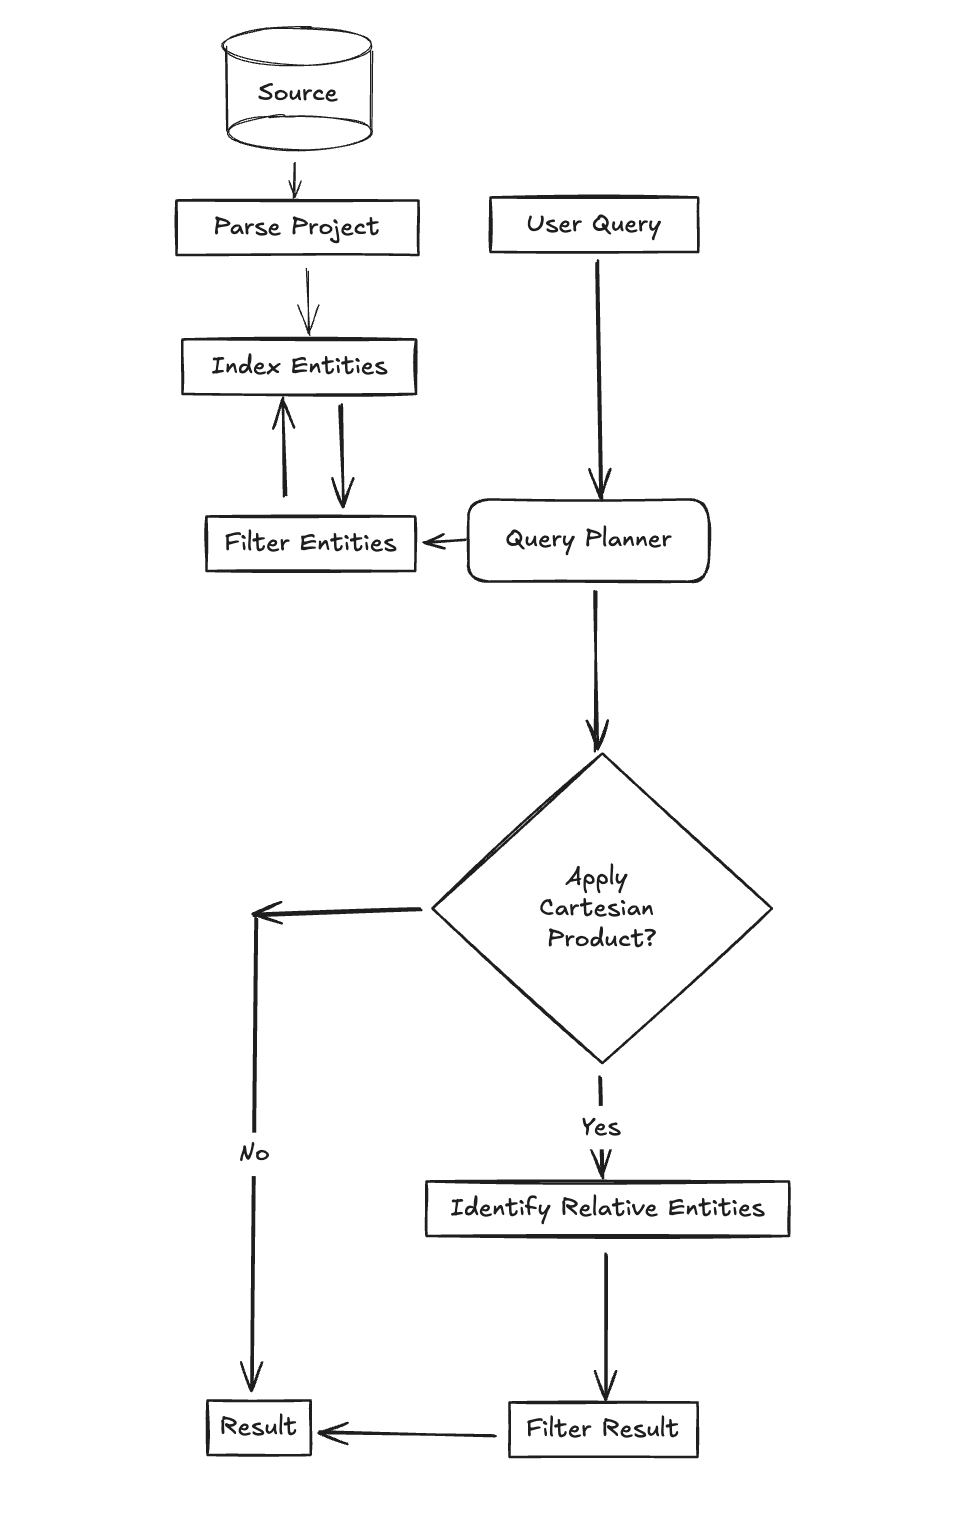 Source
Parse Project
User Query
Index Entities
Filter Entities
Query Planner
Apply
Cartesian
Product?
Yes
No
Identify Relative Entities
Result
Filter Result